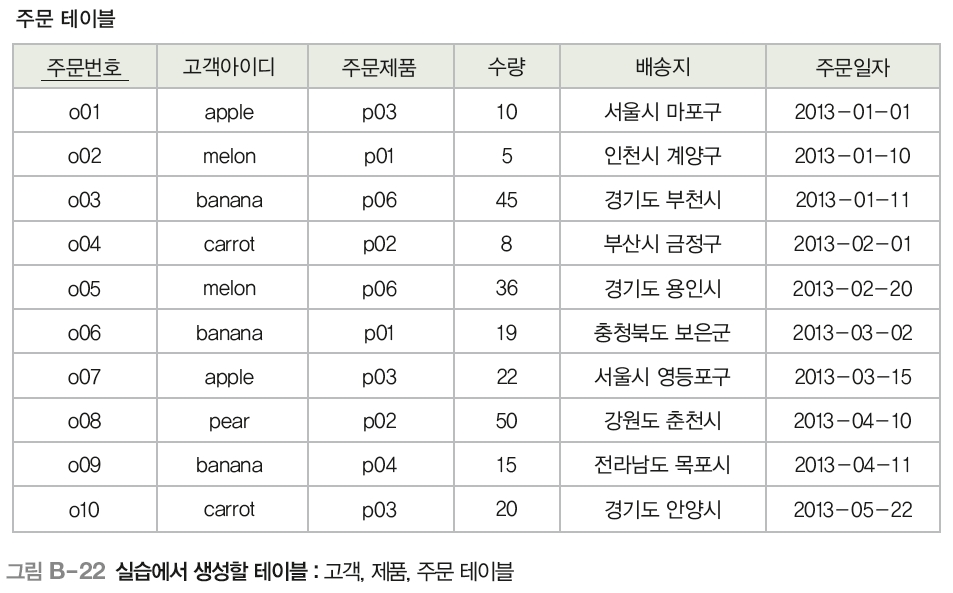 주문 테이블
주문번호 고객아이디 주문제품 수량 배송지 주문일자
o01 apple p03 10 서울시 마포구 2013-01-01
o02 melon p01 5 인천시 계양구 2013-01-10
o03 banana p06 45 경기도 부천시 2013-01-11
o04 carrot p02 8 부산시 금정구 2013-02-01
o05 melon p06 36 경기도 용인시 2013-02-20
o06 banana p01 19 충청북도 보은군 2013-03-02
o07 apple p03 22 서울시 영등포구 2013-03-15
o08 pear p02 50 강원도 춘천시 2013-04-10
o09 banana p04 15 전라남도 목포시 2013-04-11
o10 carrot p03 20 경기도 안양시 2013-05-22
그림 B-22 실습에서 생성할 테이블 : 고객, 제품, 주문 테이블